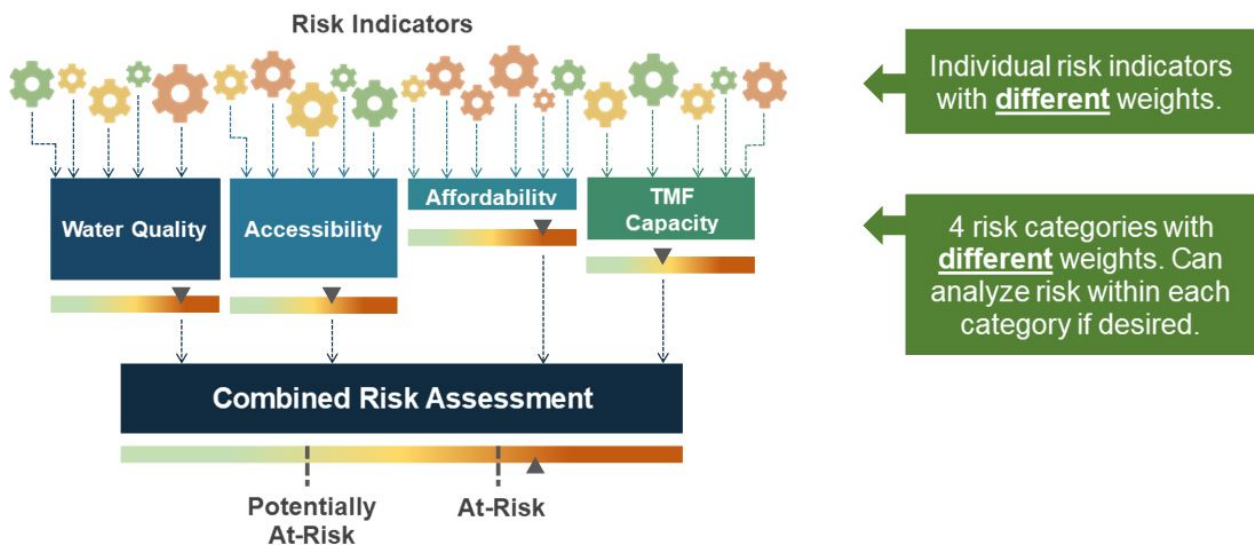 Risk Indicators
Individual risk indicators
with different weights.
Water Quality
Accessibility
Affordability
TMF
Capacity
4 risk categories with
different weights. Can
analyze risk within each
category if desired.
Combined Risk Assessment
Potentially
At-Risk
At-Risk